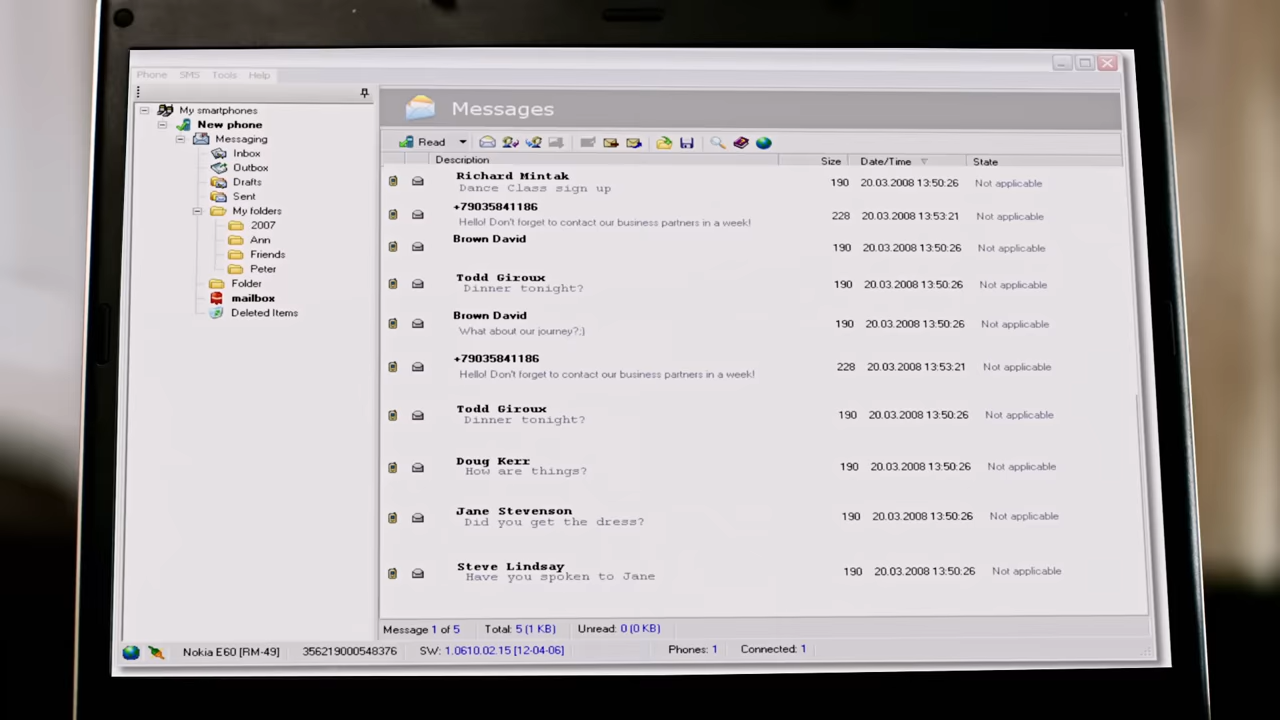 Phone SMS Tools Help
My smartphones
New phone
Messaging
Inbox
Outbox
Drafts
Sent
My folders
2007
Ann
Friends
Peter
Folder
mailbox
Deleted Items
Messages
Read
Description Size Date/Time State
Richard Mintak
Dance Class sign up 190 20.03.2008 13:50:26 Not applicable
+79035841186
Hello! Don't forget to contact our business partners in a week! 228 20.03.2008 13:53:21 Not applicable
Brown David 190 20.03.2008 13:50:26 Not applicable
Todd Giroux
Dinner tonight? 190 20.03.2008 13:50:26 Not applicable
Brown David
What about our journey?;) 190 20.03.2008 13:50:26 Not applicable
+79035841186
Hello! Don't forget to contact our business partners in a week! 228 20.03.2008 13:53:21 Not applicable
Todd Giroux
Dinner tonight? 190 20.03.2008 13:50:26 Not applicable
Doug Kerr
How are things? 190 20.03.2008 13:50:26 Not applicable
Jane Stevenson
Did you get the dress? 190 20.03.2008 13:50:26 Not applicable
Steve Lindsay
Have you spoken to Jane 190 20.03.2008 13:50:26 Not applicable
Message 1 of 5 Total: 5 (1 KB) Unread: 0 (0 KB)
Nokia E60 [RM-49] 356219000548376 SW: 1.0610.02.15 [12-04-06] Phones: 1 Connected: 1